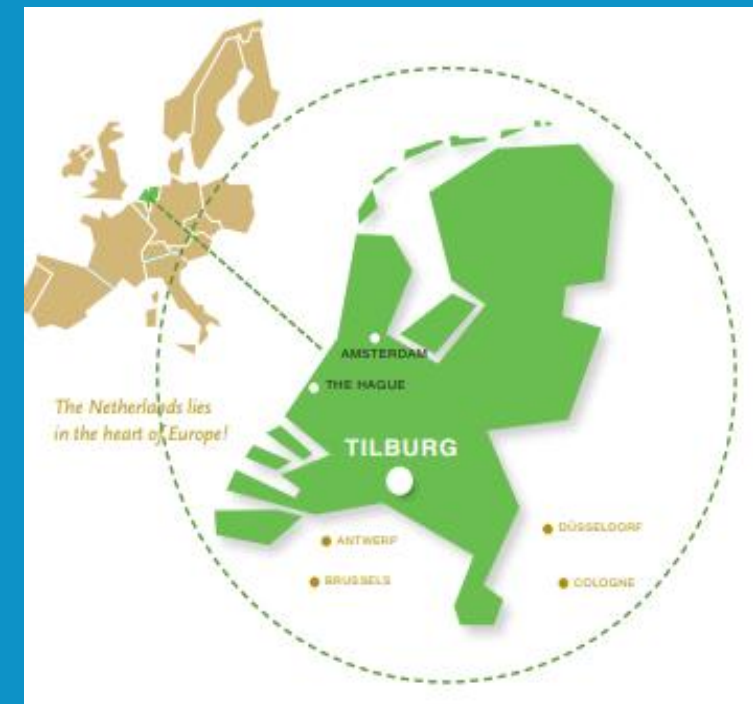 AMSTERDAM
THE HAGUE
The Netherlands lies
in the heart of Europe!
TILBURG
DÜSSELDORF
ANTWERP
BRUSSELS
COLOGNE